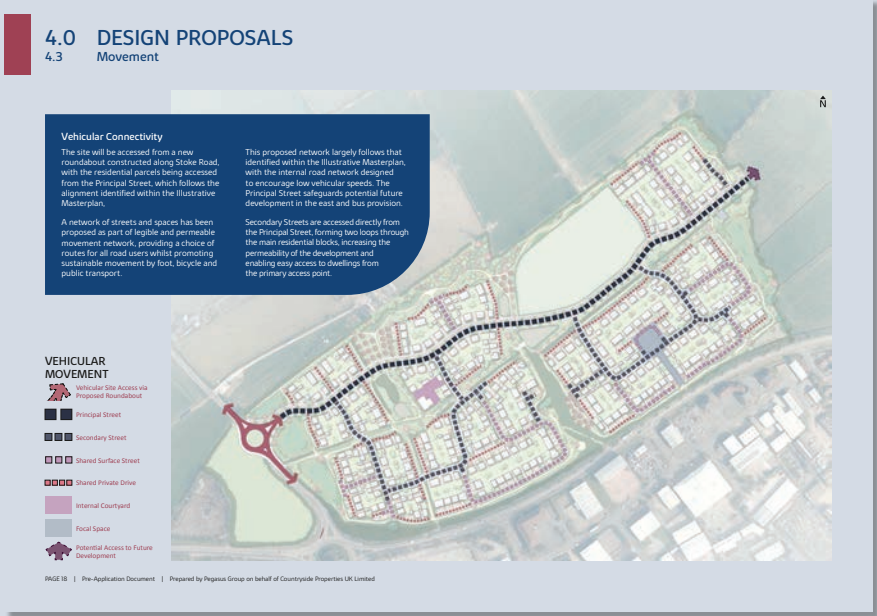 4.0 DESIGN PROPOSALS
4.3 Movement
N
Vehicular Connectivity
The site will be accessed from a new
roundabout constructed along Stoke Road,
with the residential parcels being accessed
from the Principal Street, which follows the
alignment identified within the Illustrative
Masterplan,
A network of streets and spaces has been
proposed as part of legible and permeable
movement network, providing a choice of
routes for all road users whilst promoting
sustainable movement by foot, bicycle and
public transport.
This proposed network largely follows that
identified within the Illustrative Masterplan,
with the internal road network designed
to encourage low vehicular speeds. The
Principal Street safeguards potential future
development in the east and bus provision.
Secondary Streets are accessed directly from
the Principal Street, forming two loops through
the main residential blocks, increasing the
permeability of the development and
enabling easy access to dwellings from
the primary access point.
VEHICULAR
MOVEMENT
Vehicular Site Access via
Proposed Roundabout
Principal Street
Secondary Street
Shared Surface Street
Shared Private Drive
Internal Courtyard
Focal Space
Potential Access to Future
Development
PAGE 18 | Pre-Application Document | Prepared by Pegasus Group on behalf of Countryside Properties UK Limited